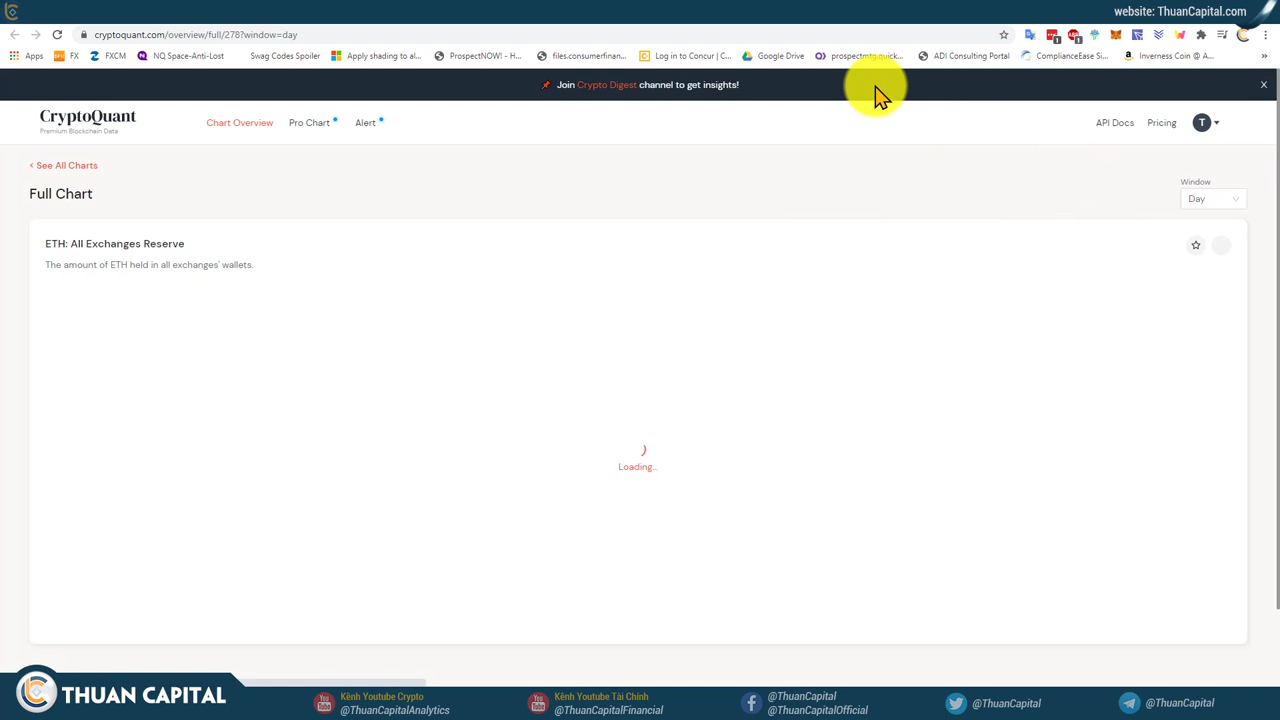 website: ThuanCapital.com
cryptoquant.com/overview/full/278?window=day
Apps FX FXCM NQ Space-Anti-Lost Swag Codes Spoiler Apply shading to al... ProspectNOW! - H... files.consumerfinan... Log in to Concur | C... Google Drive prospectmtg.quick... ADI Consulting Portal ComplianceEase Si... Inverness Coin @ A... »
Join Crypto Digest channel to get insights!
CryptoQuant
Premium Blockchain Data
Chart Overview Pro Chart Alert API Docs Pricing T
< See All Charts
Full Chart
Window
Day
ETH: All Exchanges Reserve
The amount of ETH held in all exchanges' wallets.
Loading...
THUAN CAPITAL
Kênh Youtube Crypto
@ThuanCapitalAnalytics
Kênh Youtube Tài Chính
@ThuanCapitalFinancial
@ThuanCapital
@ThuanCapitalOfficial
@ThuanCapital
@ThuanCapital